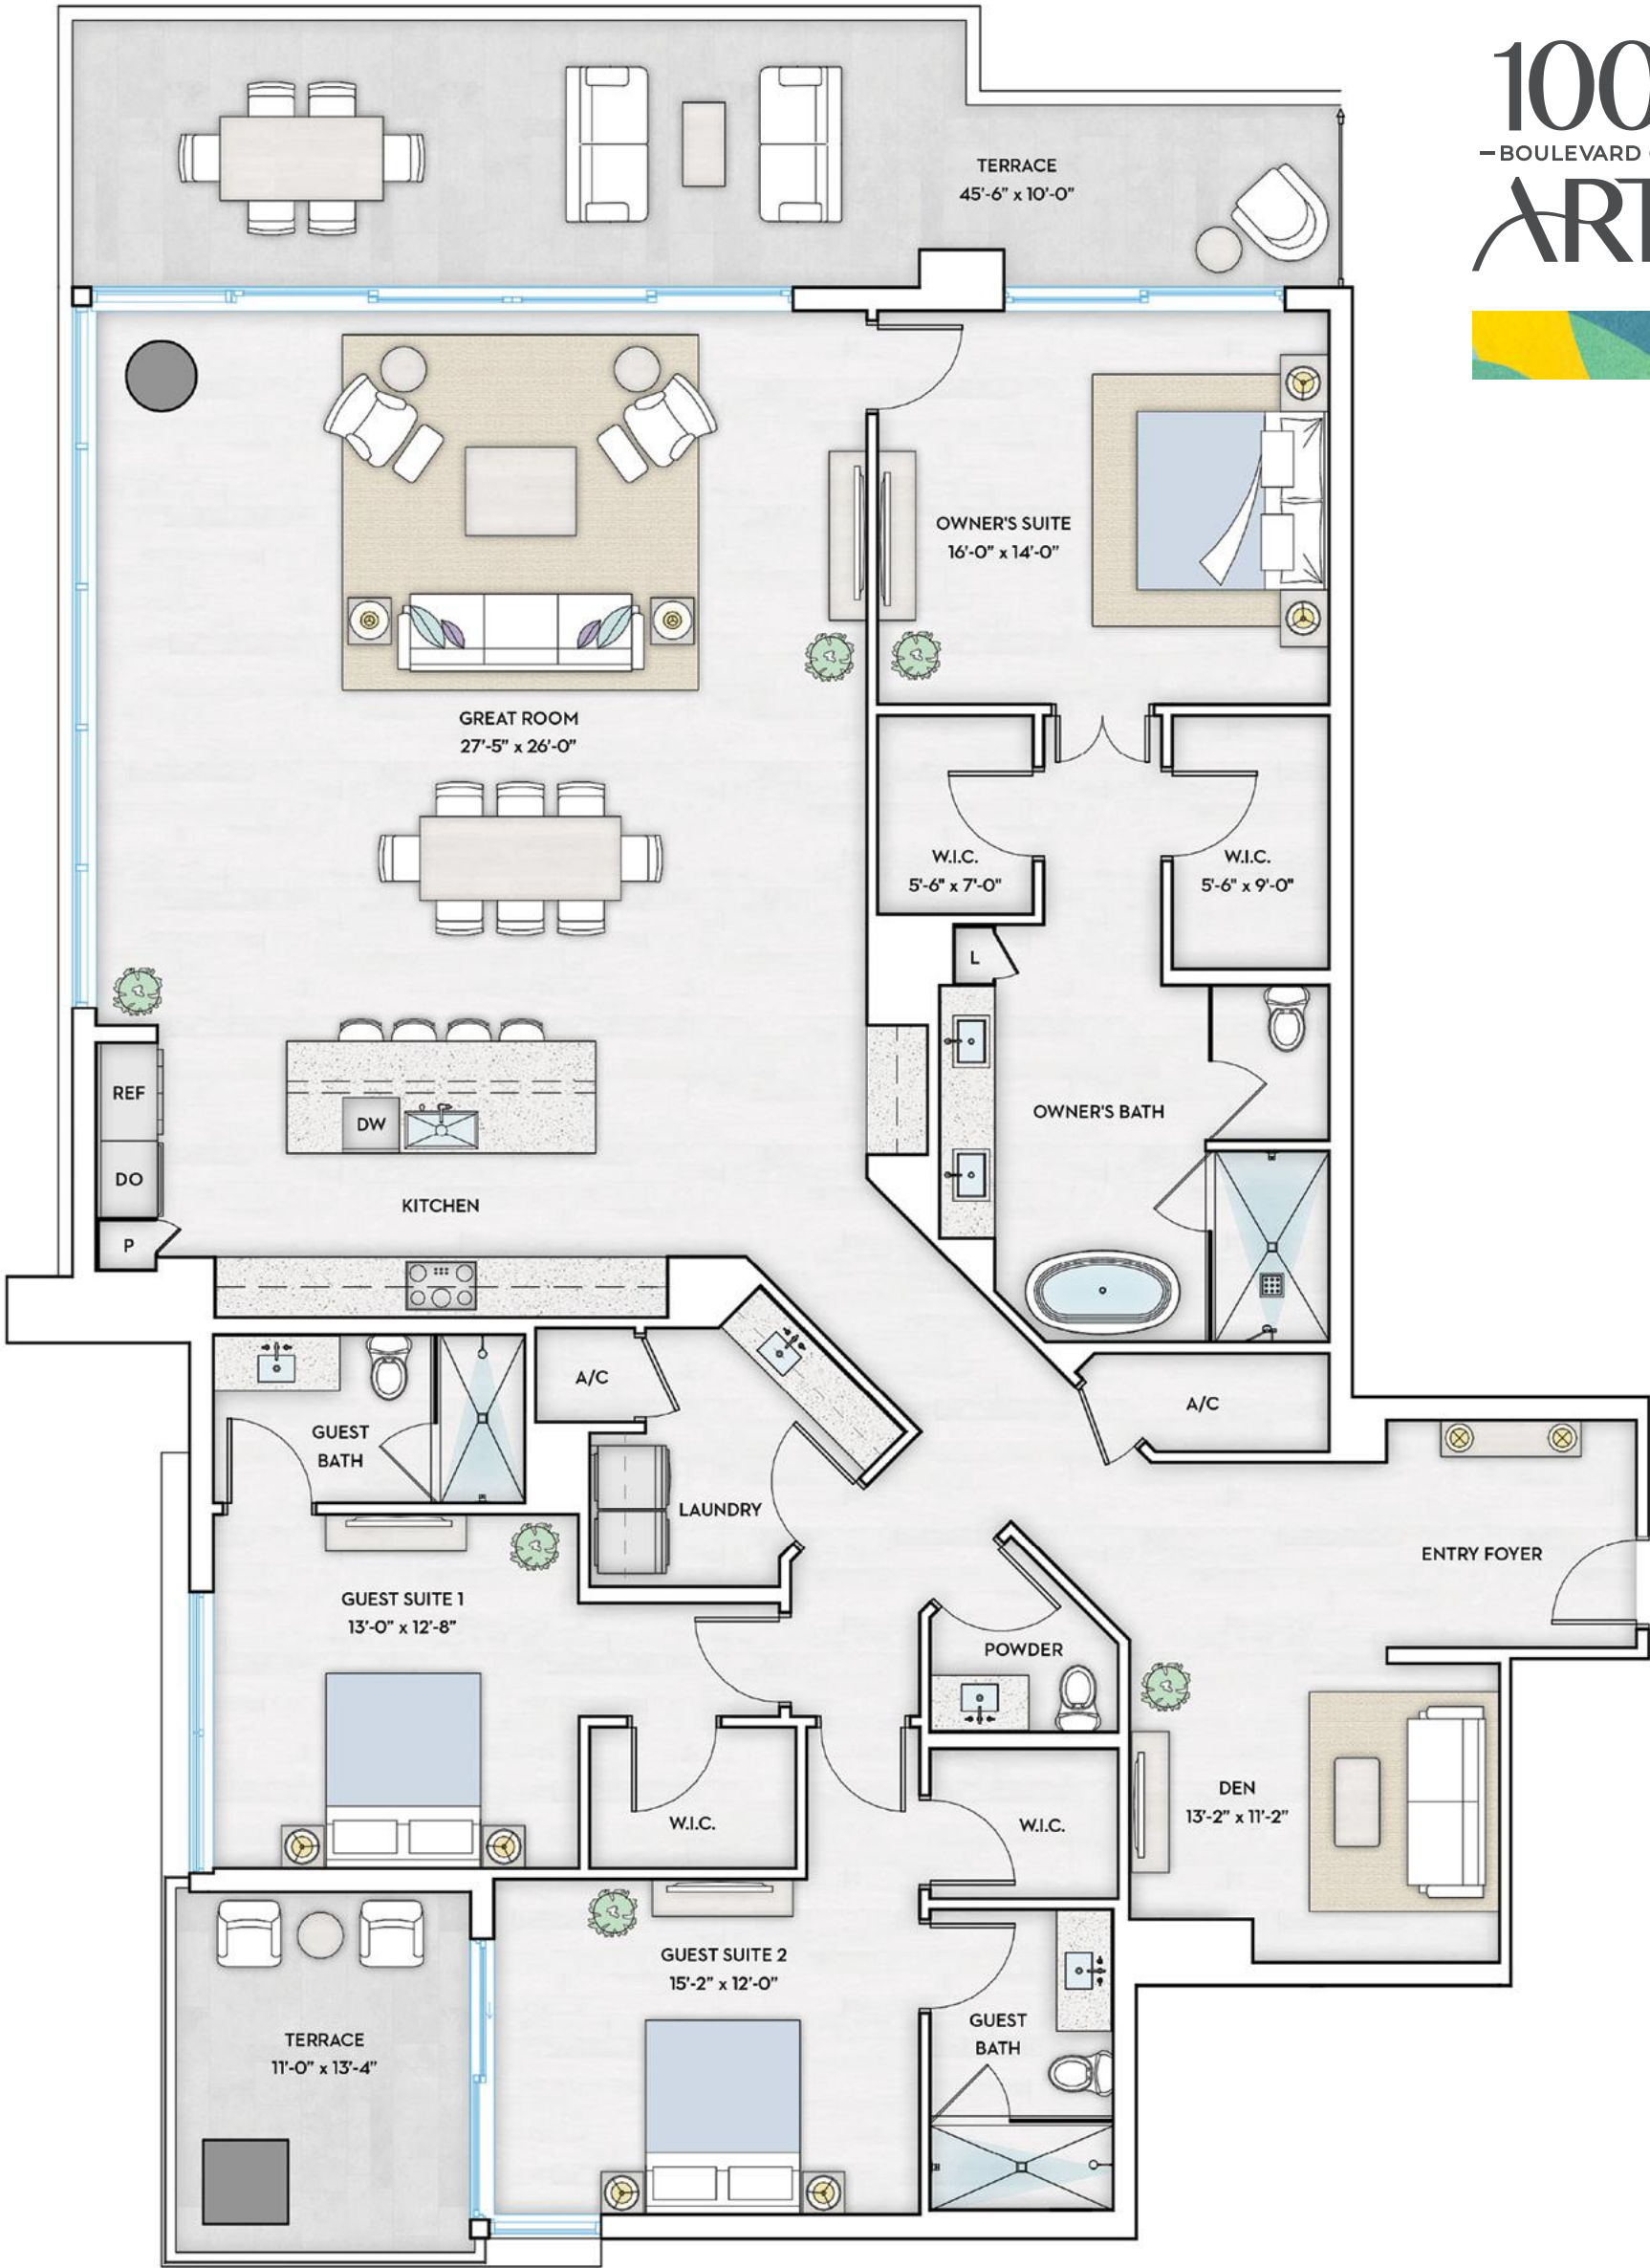 100
BOULEVARD
ART
TERRACE
45'-6" x 10'-0"
OWNER'S SUITE
16'-0" x 14'-0"
GREAT ROOM
27'-5" x 26'-0"
W.I.C.
5'-6" x 7'-0"
W.I.C.
5'-6" x 9'-0"
L
REF
DW
OWNER'S BATH
DO
KITCHEN
P
A/C
A/C
GUEST
BATH
LAUNDRY
ENTRY FOYER
GUEST SUITE 1
13'-0" x 12'-8"
POWDER
DEN
13'-2" x 11'-2"
W.I.C.
W.I.C.
GUEST SUITE 2
15'-2" x 12'-0"
GUEST
BATH
TERRACE
11'-0" x 13'-4"